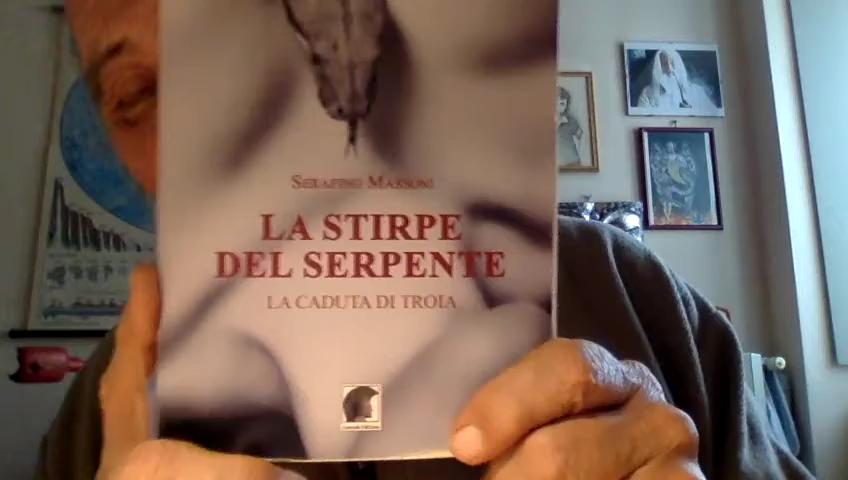 SERAFINO MASSONI
LA STIRPE
DEL SERPENTE
LA CADUTA DI TROIA